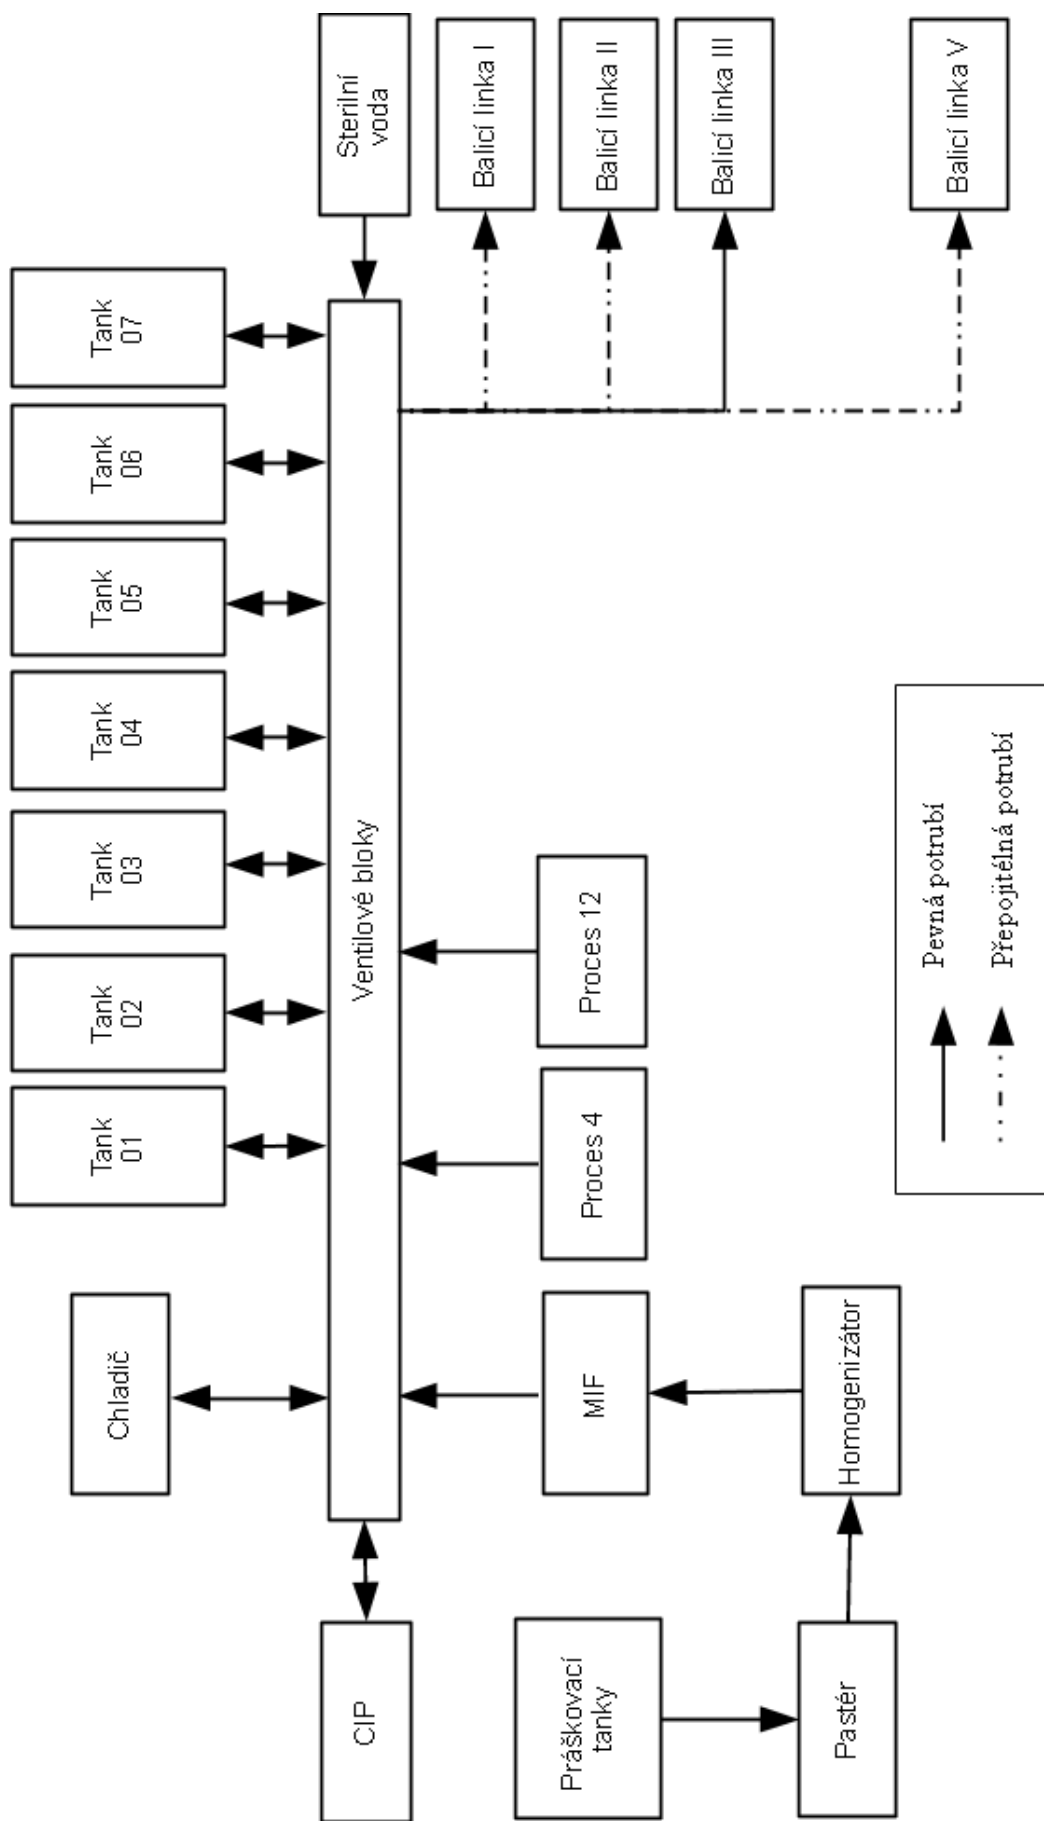 Tank
01
Tank
02
Tank
03
Tank
04
Tank
05
Tank
06
Tank
07
Chladič
CIP
Ventilové bloky
Sterilní
voda
Balicí linka I
Balicí linka II
Balicí linka III
Balicí linka V
Práškovací
tanky
MIF
Proces 4
Proces 12
Pastér
Homogenizátor
Pevná potrubí
Přepojitélná potrubí